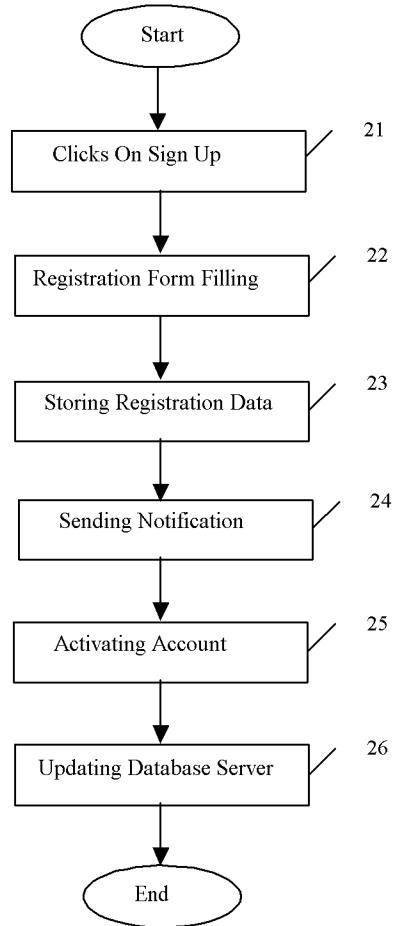 Start
21
Clicks On Sign Up
22
Registration Form Filling
23
Storing Registration Data
24
Sending Notification
25
Activating Account
26
Updating Database Server
End